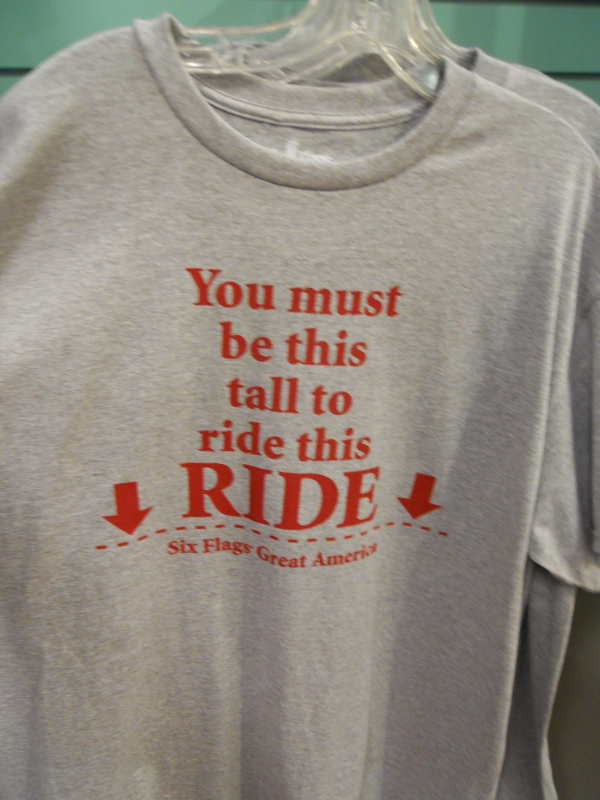 You must
be this
tall to
ride this
RIDE
Six Flags Great America